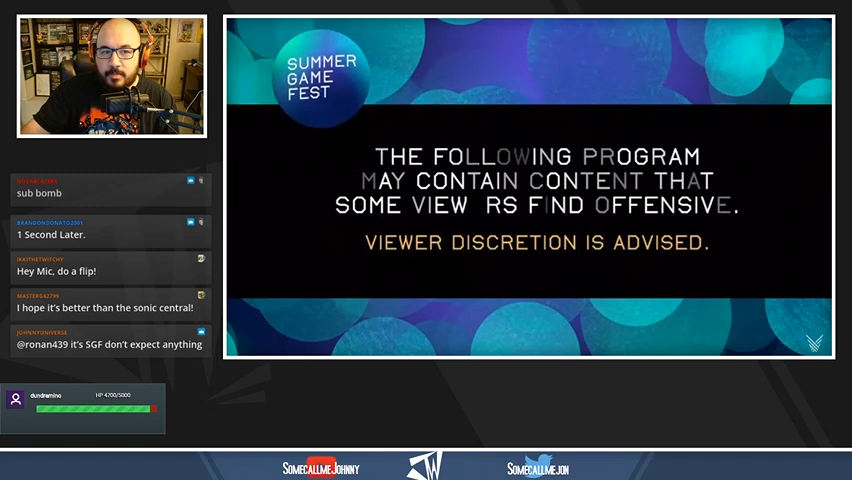 SUMMER
GAME
FEST
THE FOLLOWING PROGRAM
MAY CONTAIN CONTENT THAT
SOME VIEW RS FIND OFFENSIVE.
VIEWER DISCRETION IS ADVISED.
sub bomb
BRANDONDONATO2001
1 Second Later.
IKKITHETWITCHY
Hey Mic, do a flip!
MASTERG42799
I hope it's better than the sonic central!
JOHNNYUNIVERSE
@ronan439 it's SGF don't expect anything
dundramino HP 4700/5000
SOMECALLMEJOHNNY
SOMECALLMEJON